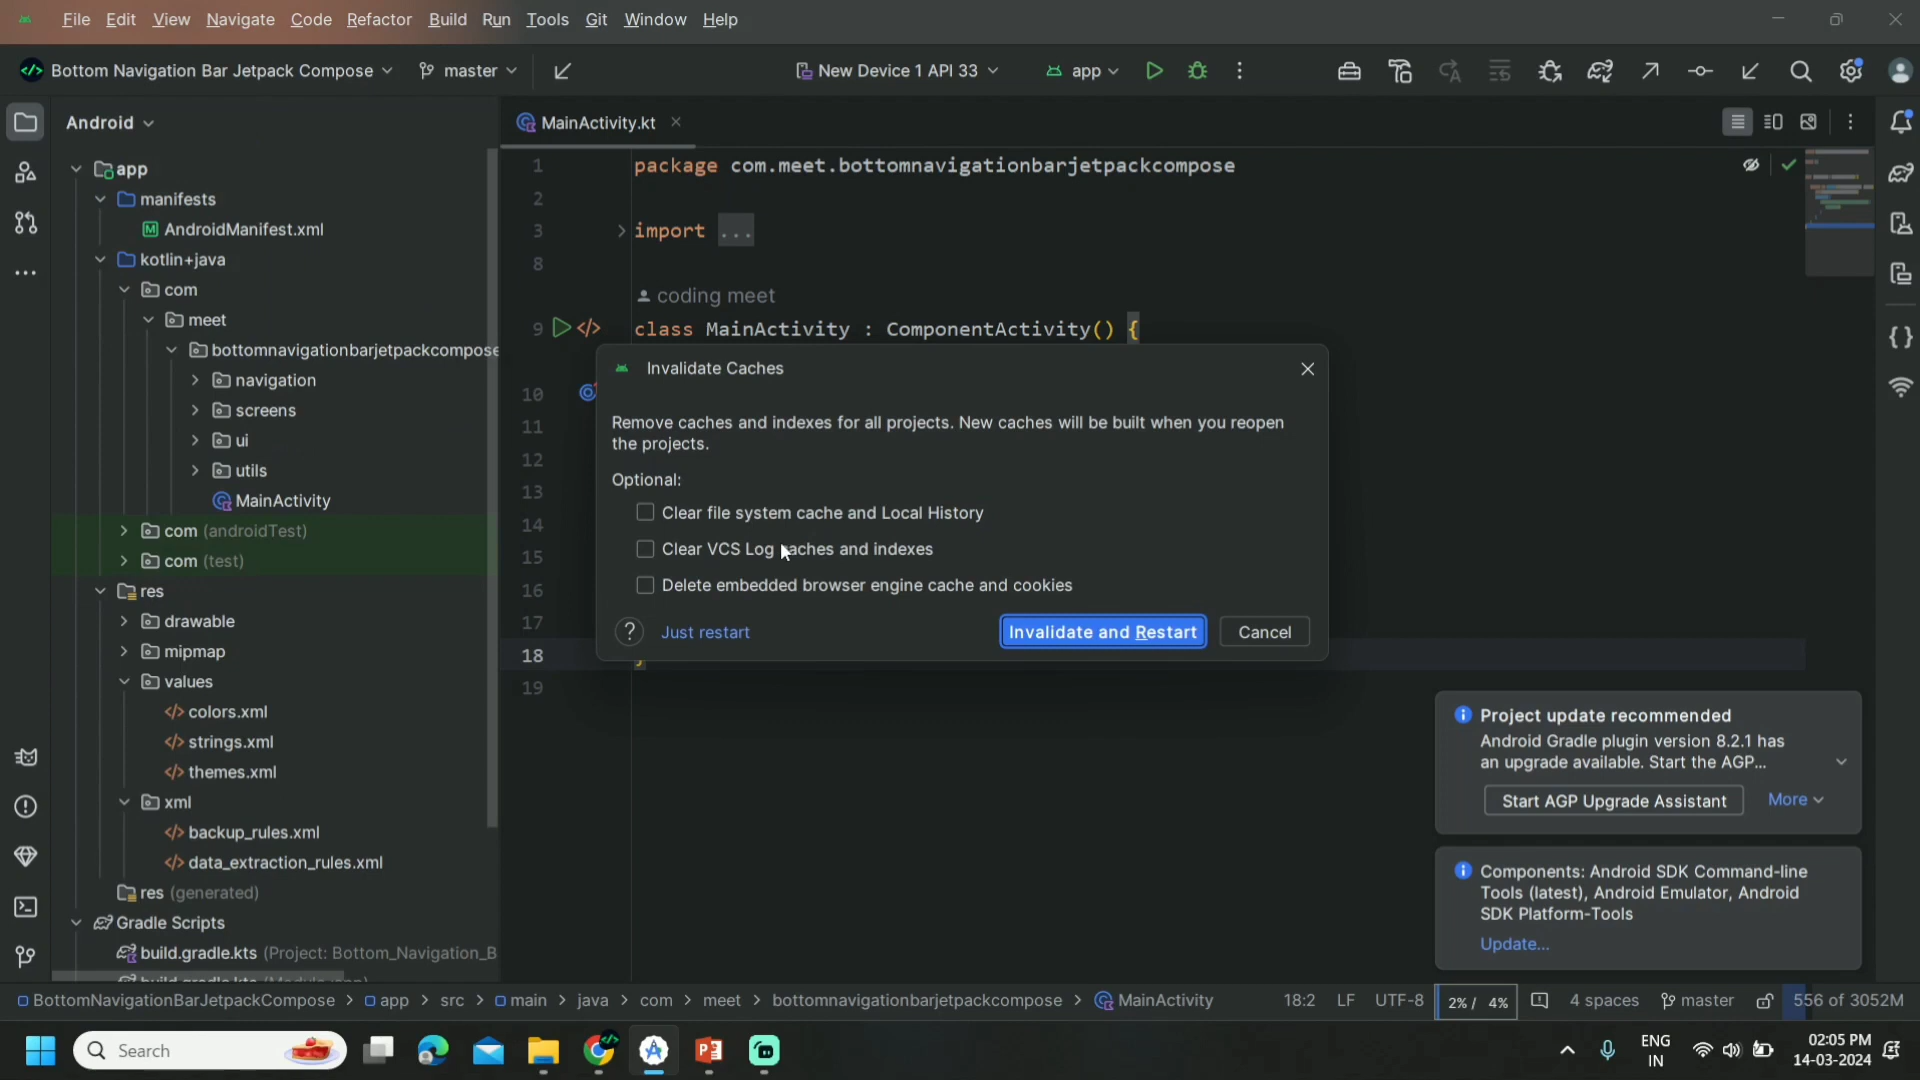 File Edit View Navigate Code Refactor Build Run Tools Git Window Help
Bottom Navigation Bar Jetpack Compose master New Device 1 API 33 app
Android
MainActivity.kt
app
manifests
AndroidManifest.xml
kotlin+java
com
meet
bottomnavigationbarjetpackcompose
navigation
screens
ui
utils
MainActivity
com (androidTest)
com (test)
res
drawable
mipmap
values
colors.xml
strings.xml
themes.xml
xml
backup_rules.xml
data_extraction_rules.xml
res (generated)
Gradle Scripts
build.gradle.kts (Project: Bottom_Navigation_B
1 package com.meet.bottomnavigationbarjetpackcompose
2
3 import ...
8
coding meet
9 class MainActivity : ComponentActivity() {
10
11
12
13
14
15
16
17
18 }
19
Invalidate Caches
Remove caches and indexes for all projects. New caches will be built when you reopen
the projects.
Optional:
Clear file system cache and Local History
Clear VCS Log caches and indexes
Delete embedded browser engine cache and cookies
? Just restart Invalidate and Restart Cancel
Project update recommended
Android Gradle plugin version 8.2.1 has
an upgrade available. Start the AGP...
Start AGP Upgrade Assistant More
Components: Android SDK Command-line
Tools (latest), Android Emulator, Android
SDK Platform-Tools
Update...
BottomNavigationBarJetpackCompose > app > src > main > java > com > meet > bottomnavigationbarjetpackcompose > MainActivity 18:2 LF UTF-8 2% / 4% 4 spaces master 556 of 3052M
Search
ENG
IN
02:05 PM
14-03-2024